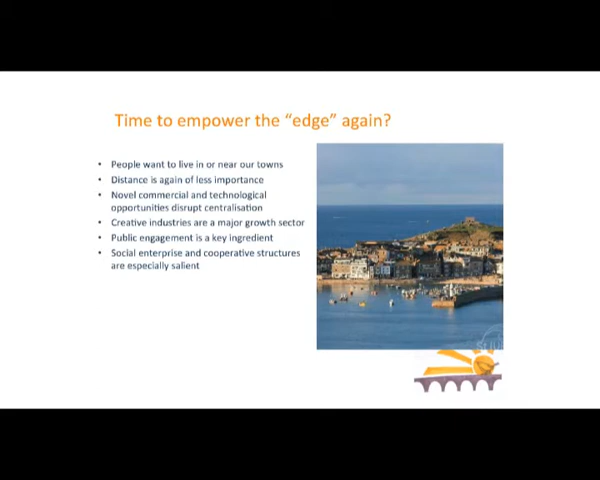 Time to empower the “edge” again?
• People want to live in or near our towns
• Distance is again of less importance
• Novel commercial and technological
opportunities disrupt centralisation
• Creative industries are a major growth sector
• Public engagement is a key ingredient
• Social enterprise and cooperative structures
are especially salient